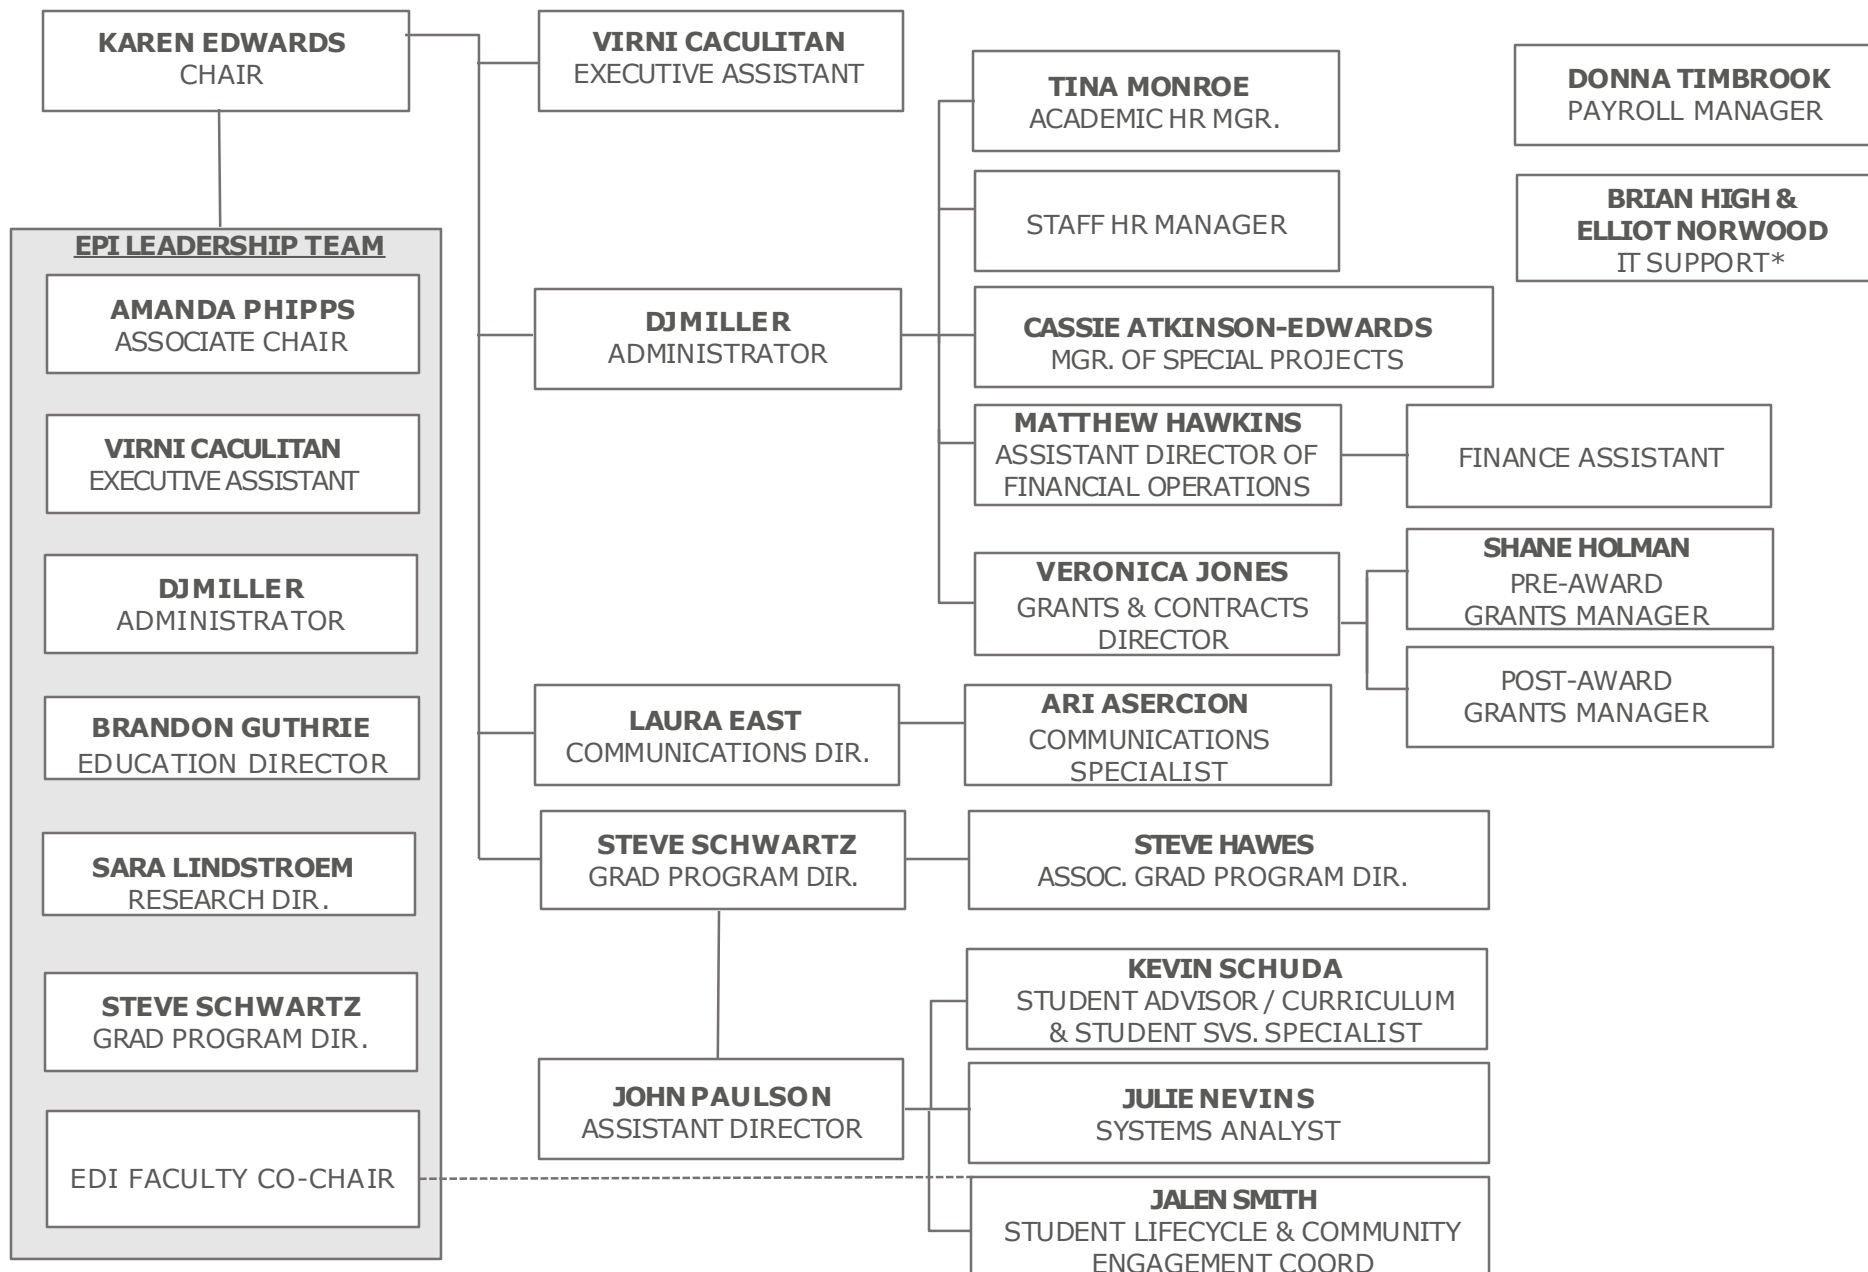 KAREN EDWARDS
CHAIR
VIRNI CACULITAN
EXECUTIVE ASSISTANT
TINA MONROE
ACADEMIC HR MGR.
DONNA TIMBROOK
PAYROLL MANAGER
STAFF HR MANAGER
BRIAN HIGH &
ELLIOT NORWOOD
IT SUPPORT*
EPI LEADERSHIP TEAM
AMANDA PHIPPS
ASSOCIATE CHAIR
VIRNI CACULITAN
EXECUTIVE ASSISTANT
DJ MILLER
ADMINISTRATOR
BRANDON GUTHRIE
EDUCATION DIRECTOR
SARA LINDSTROEM
RESEARCH DIR.
STEVE SCHWARTZ
GRAD PROGRAM DIR.
EDI FACULTY CO-CHAIR
DJ MILLER
ADMINISTRATOR
CASSIE ATKINSON-EDWARDS
MGR. OF SPECIAL PROJECTS
MATTHEW HAWKINS
ASSISTANT DIRECTOR OF
FINANCIAL OPERATIONS
FINANCE ASSISTANT
VERONICA JONES
GRANTS & CONTRACTS
DIRECTOR
SHANE HOLMAN
PRE-AWARD
GRANTS MANAGER
POST-AWARD
GRANTS MANAGER
LAURA EAST
COMMUNICATIONS DIR.
ARI ASERCION
COMMUNICATIONS
SPECIALIST
STEVE SCHWARTZ
GRAD PROGRAM DIR.
STEVE HAWES
ASSOC. GRAD PROGRAM DIR.
JOHN PAULSON
ASSISTANT DIRECTOR
KEVIN SCHUDA
STUDENT ADVISOR / CURRICULUM
& STUDENT SVS. SPECIALIST
JULIE NEVINS
SYSTEMS ANALYST
JALEN SMITH
STUDENT LIFECYCLE & COMMUNITY
ENGAGEMENT COORD